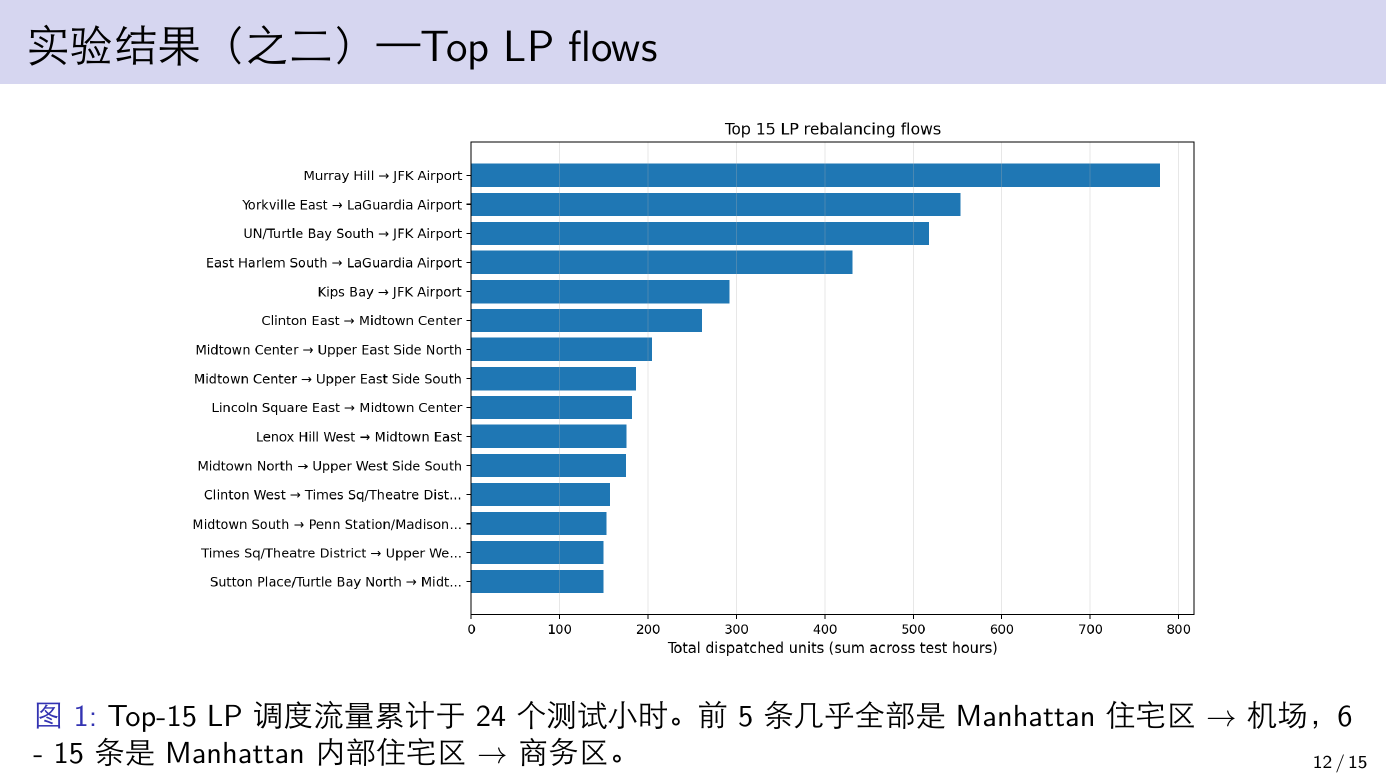 实验结果（之二）—Top LP flows
Top 15 LP rebalancing flows
Murray Hill → JFK Airport
Yorkville East → LaGuardia Airport
UN/Turtle Bay South → JFK Airport
East Harlem South → LaGuardia Airport
Kips Bay → JFK Airport
Clinton East → Midtown Center
Midtown Center → Upper East Side North
Midtown Center → Upper East Side South
Lincoln Square East → Midtown Center
Lenox Hill West → Midtown East
Midtown North → Upper West Side South
Clinton West → Times Sq/Theatre Dist...
Midtown South → Penn Station/Madison...
Times Sq/Theatre District → Upper We...
Sutton Place/Turtle Bay North → Midt...
0 100 200 300 400 500 600 700 800
Total dispatched units (sum across test hours)
图 1: Top-15 LP 调度流量累计于 24 个测试小时。前 5 条几乎全部是 Manhattan 住宅区 → 机场，6
- 15 条是 Manhattan 内部住宅区 → 商务区。
12 / 15